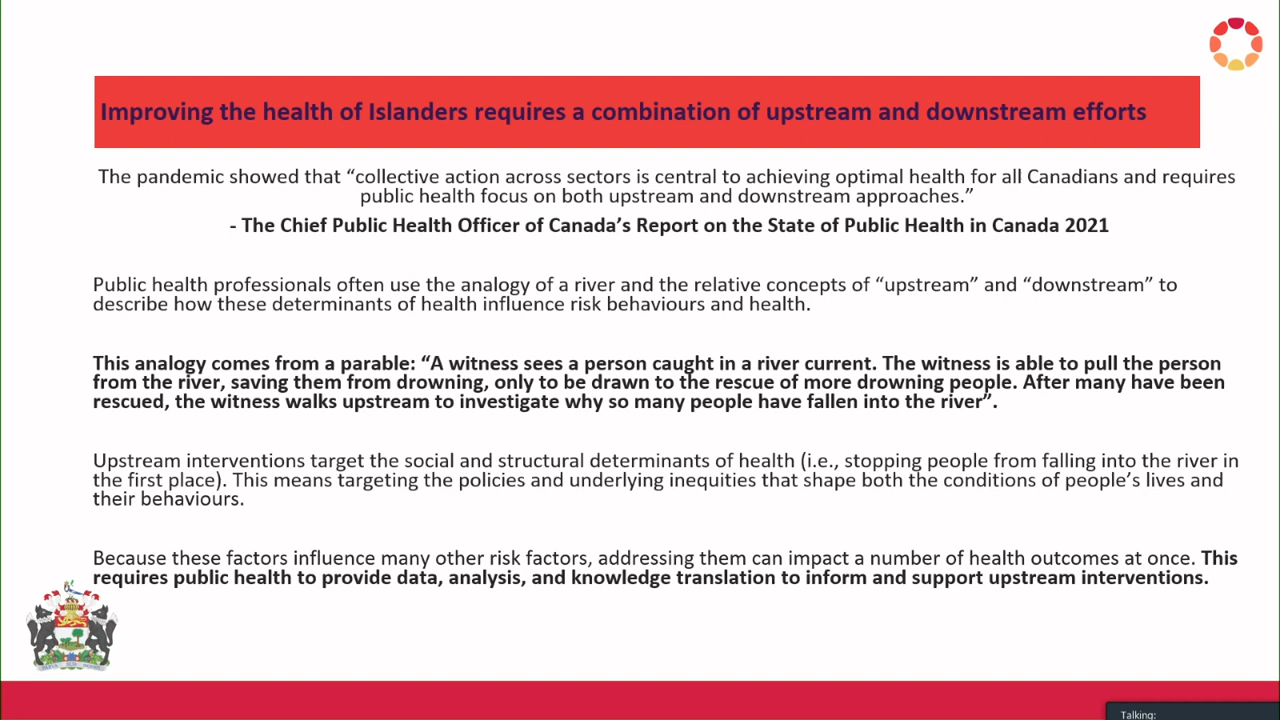 Improving the health of Islanders requires a combination of upstream and downstream efforts
The pandemic showed that “collective action across sectors is central to achieving optimal health for all Canadians and requires
public health focus on both upstream and downstream approaches.”
- The Chief Public Health Officer of Canada’s Report on the State of Public Health in Canada 2021
Public health professionals often use the analogy of a river and the relative concepts of “upstream” and “downstream” to
describe how these determinants of health influence risk behaviours and health.
This analogy comes from a parable: “A witness sees a person caught in a river current. The witness is able to pull the person
from the river, saving them from drowning, only to be drawn to the rescue of more drowning people. After many have been
rescued, the witness walks upstream to investigate why so many people have fallen into the river”.
Upstream interventions target the social and structural determinants of health (i.e., stopping people from falling into the river in
the first place). This means targeting the policies and underlying inequities that shape both the conditions of people’s lives and
their behaviours.
Because these factors influence many other risk factors, addressing them can impact a number of health outcomes at once. This
requires public health to provide data, analysis, and knowledge translation to inform and support upstream interventions.
Talking: